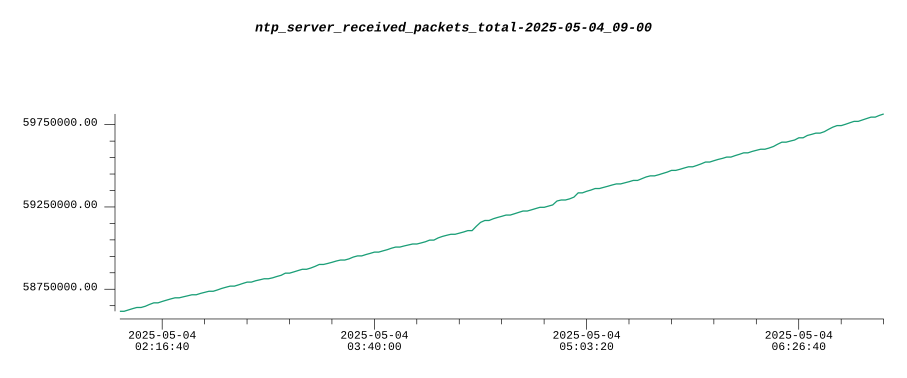 ntp_server_received_packets_total-2025-05-04_09-00
59750000.00
59250000.00
58750000.00
2025-05-04 2025-05-04 2025-05-04 2025-05-04
02:16:40 03:40:00 05:03:20 06:26:40